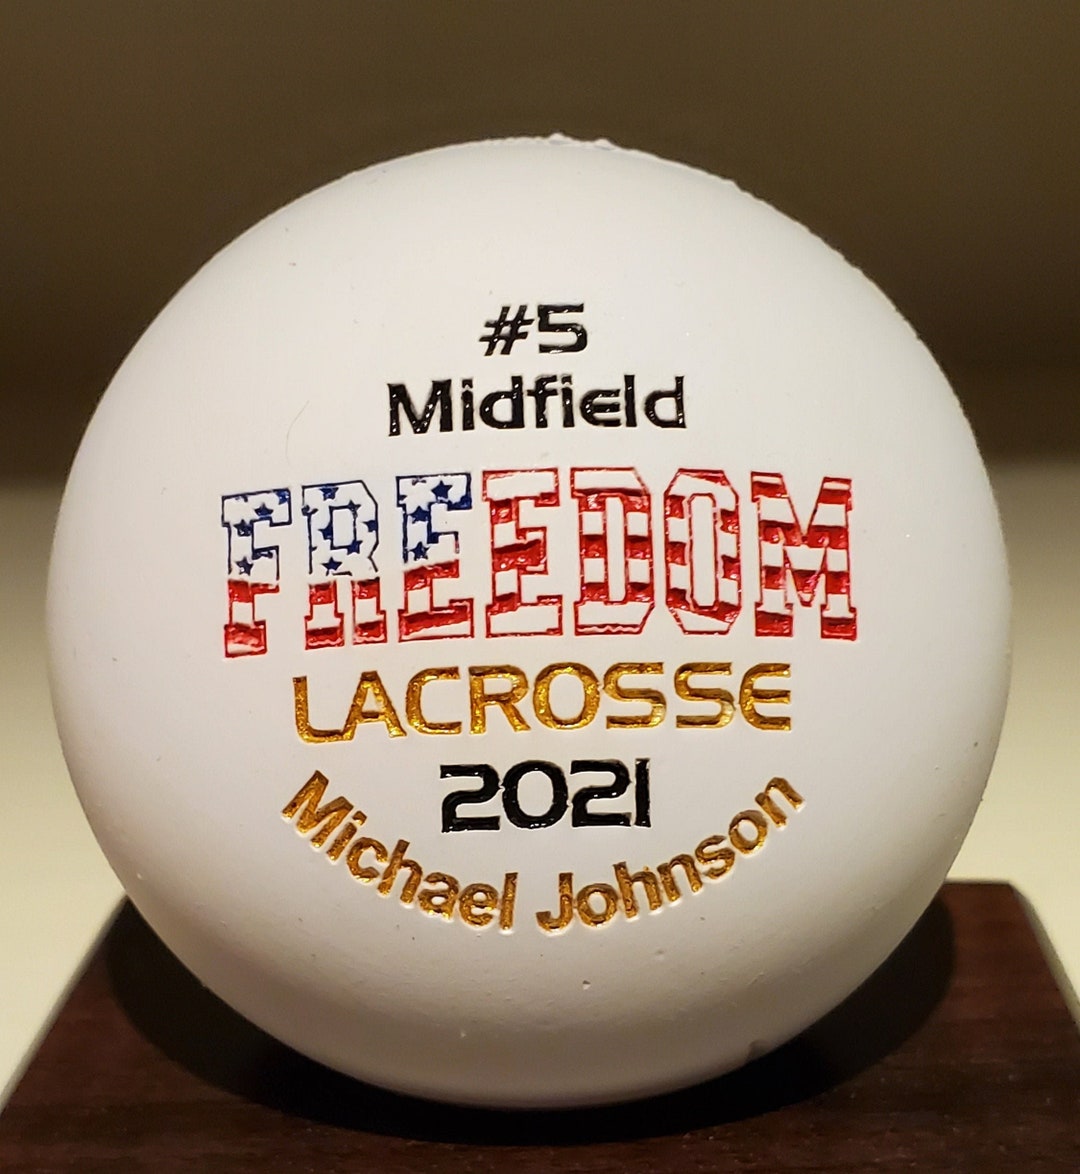 #5
Midfield
FREEDOM
LACROSSE
2021
Michael Johnson